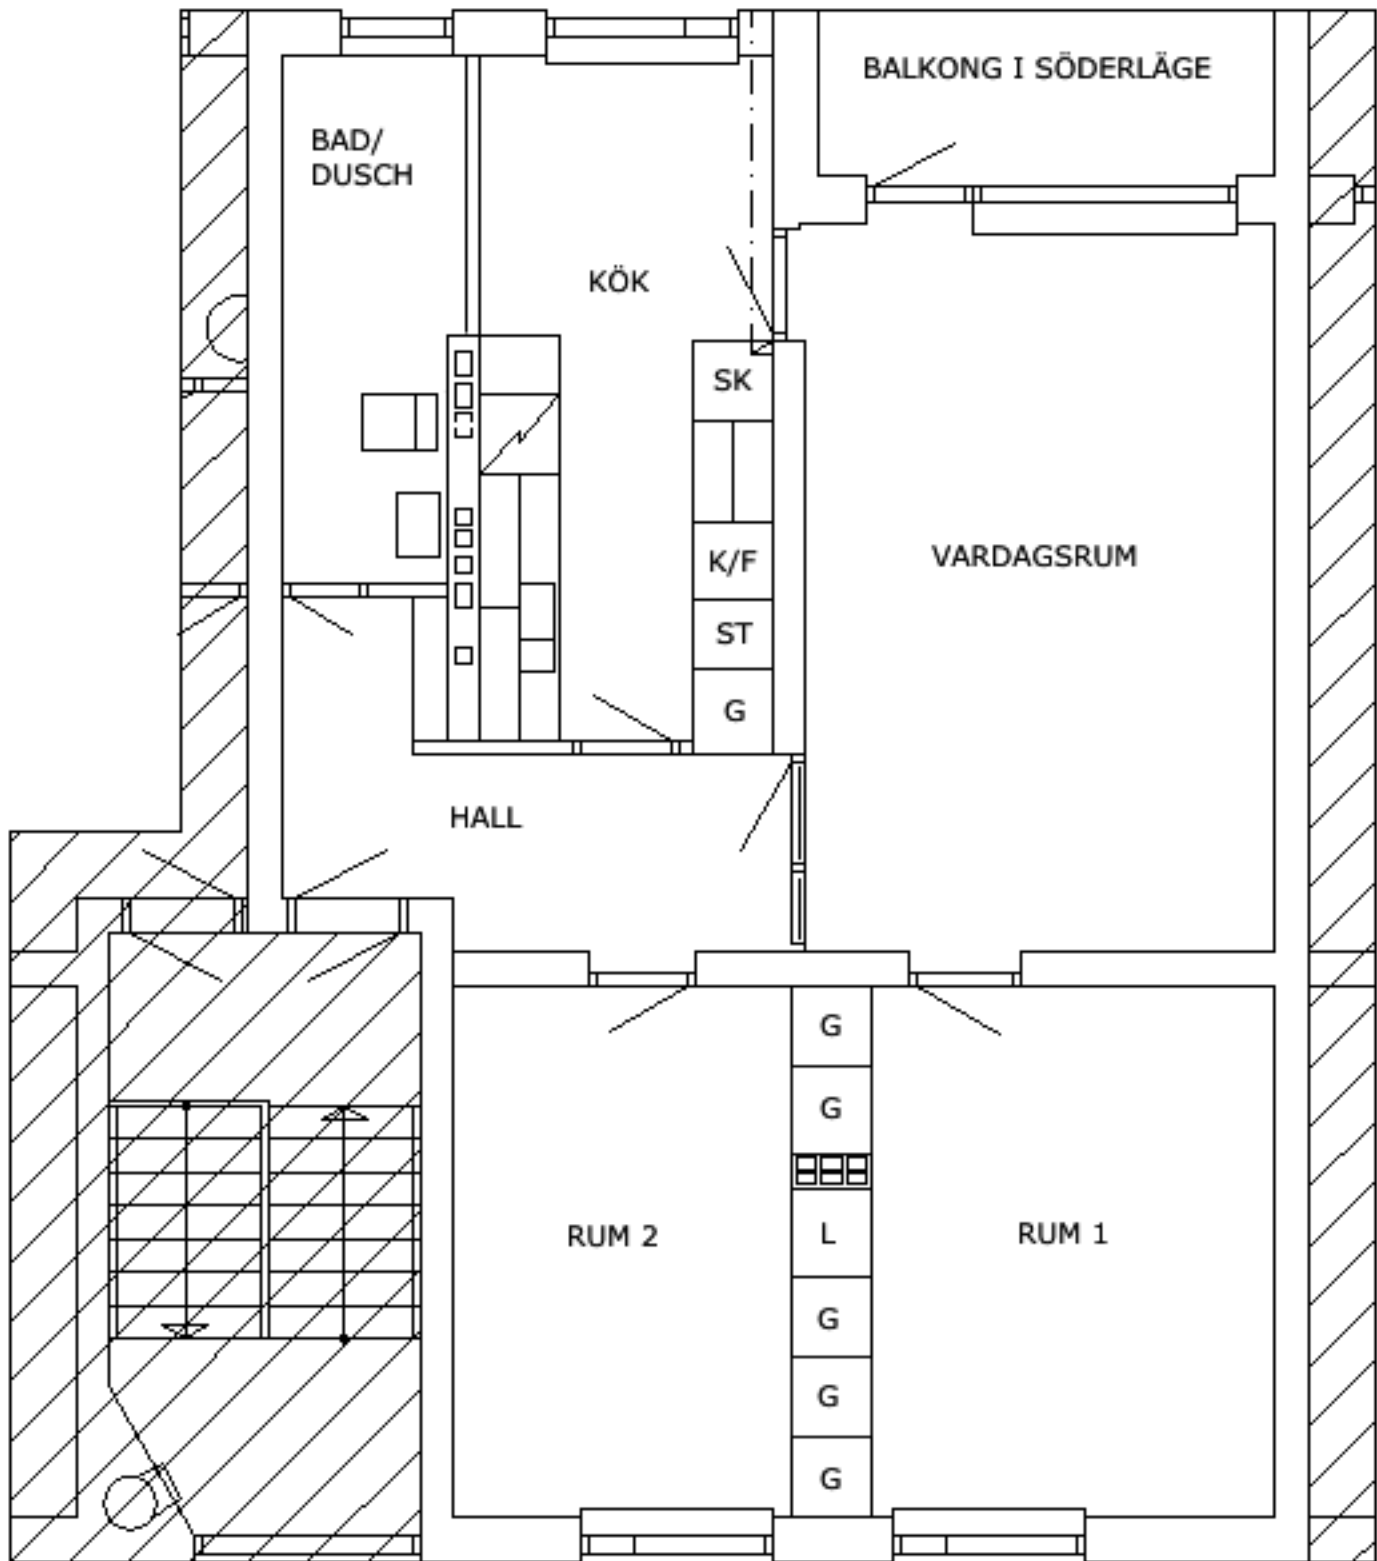 BALKONG I SÖDERLÄGE
BAD/
DUSCH
KÖK
SK
K/F
ST
G
VARDAGSRUM
HALL
G
G
L
G
G
G
RUM 2
RUM 1